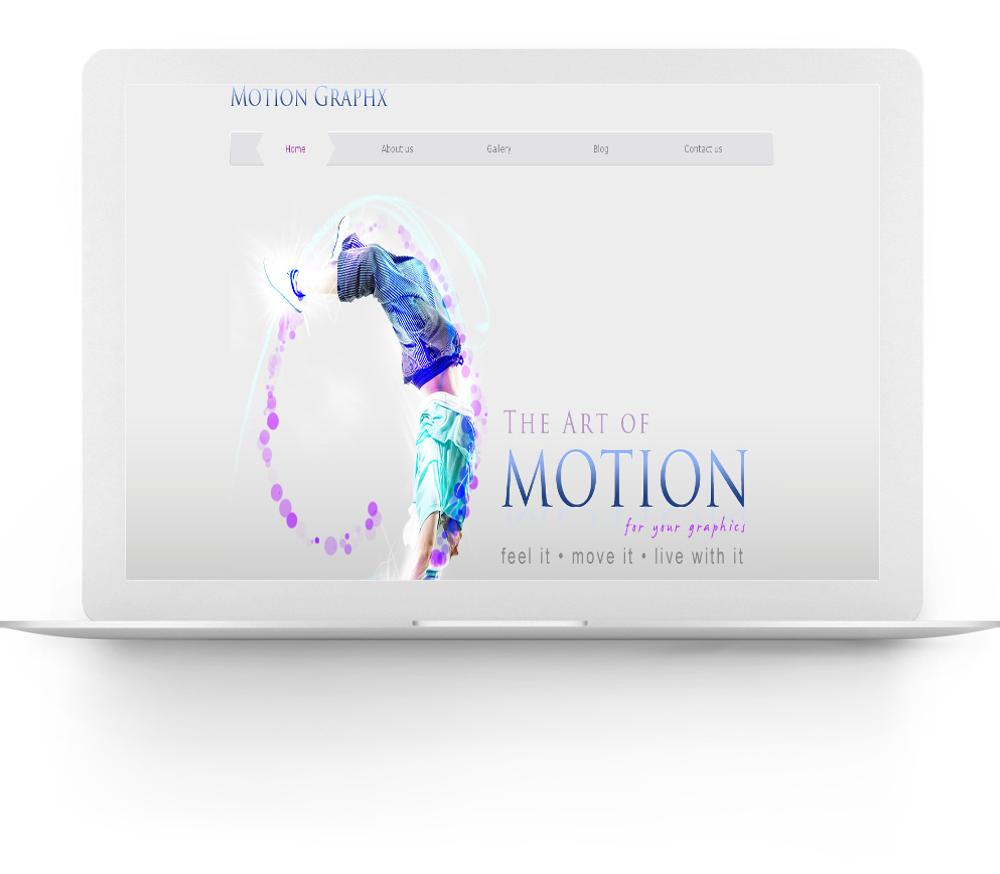 MOTION GRAPHX
Home About us Gallery Blog Contact us
THE ART OF
MOTION
for your graphics
feel it • move it • live with it